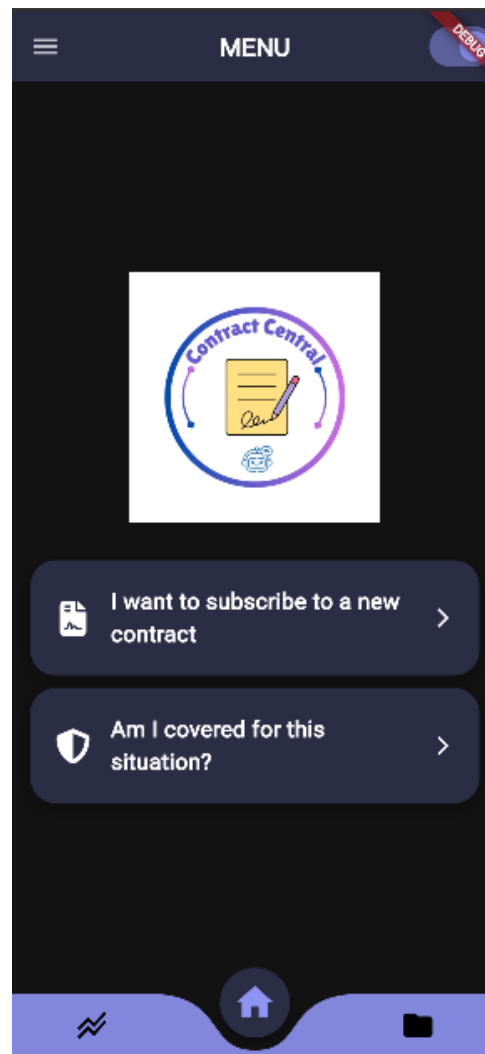 MENU
DEBUG
Contract Central
I want to subscribe to a new
contract
Am I covered for this
situation?